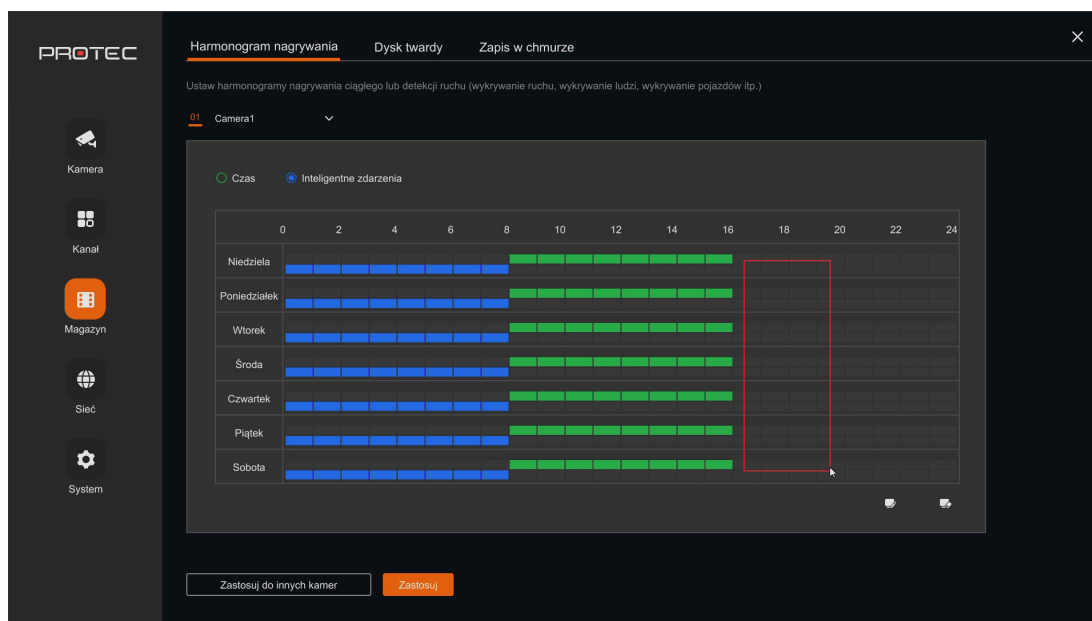 PROTEC
Harmonogram nagrywania Dysk twardy Zapis w chmurze
Ustaw harmonogramy nagrywania ciągłego lub detekcji ruchu (wykrywanie ruchu, wykrywanie ludzi, wykrywanie pojazdów itp.)
01 Camera1
Kamera
Kanał
Magazyn
Sieć
System
Czas Inteligentne zdarzenia
0 2 4 6 8 10 12 14 16 18 20 22 24
Niedziela
Poniedziałek
Wtorek
Środa
Czwartek
Piątek
Sobota
Zastosuj do innych kamer Zastosuj